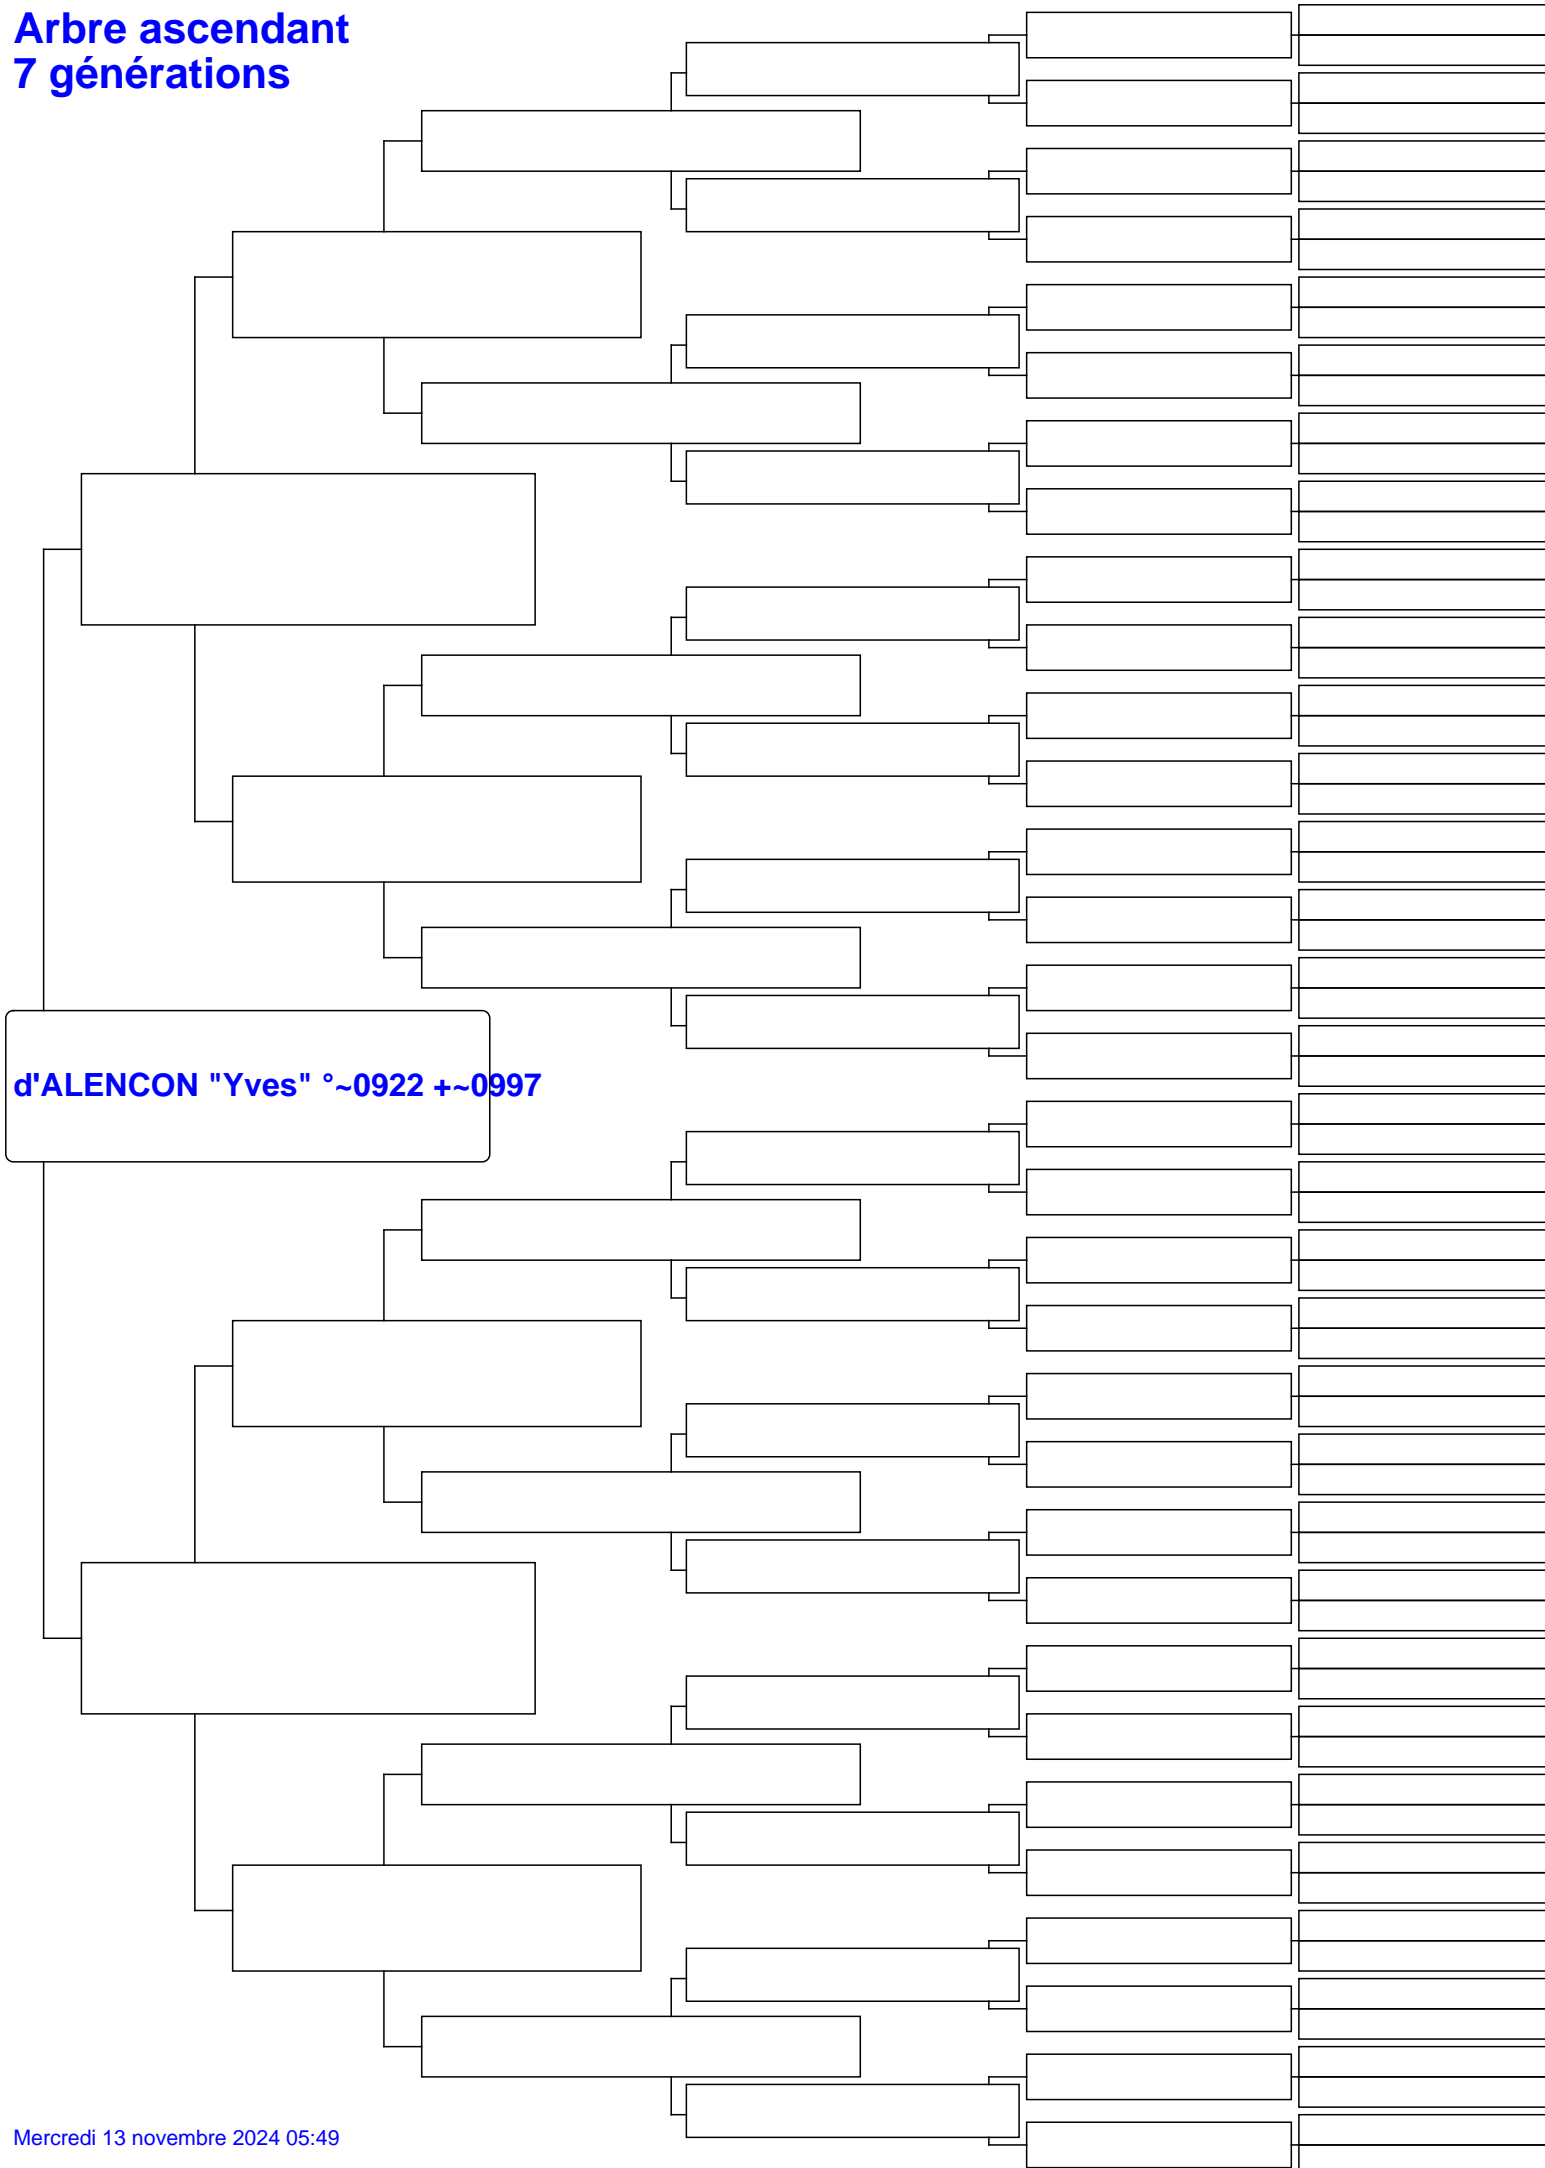 Arbre ascendant
7 générations
d'ALENCON "Yves" °~0922 +~0997
Mercredi 13 novembre 2024 05:49